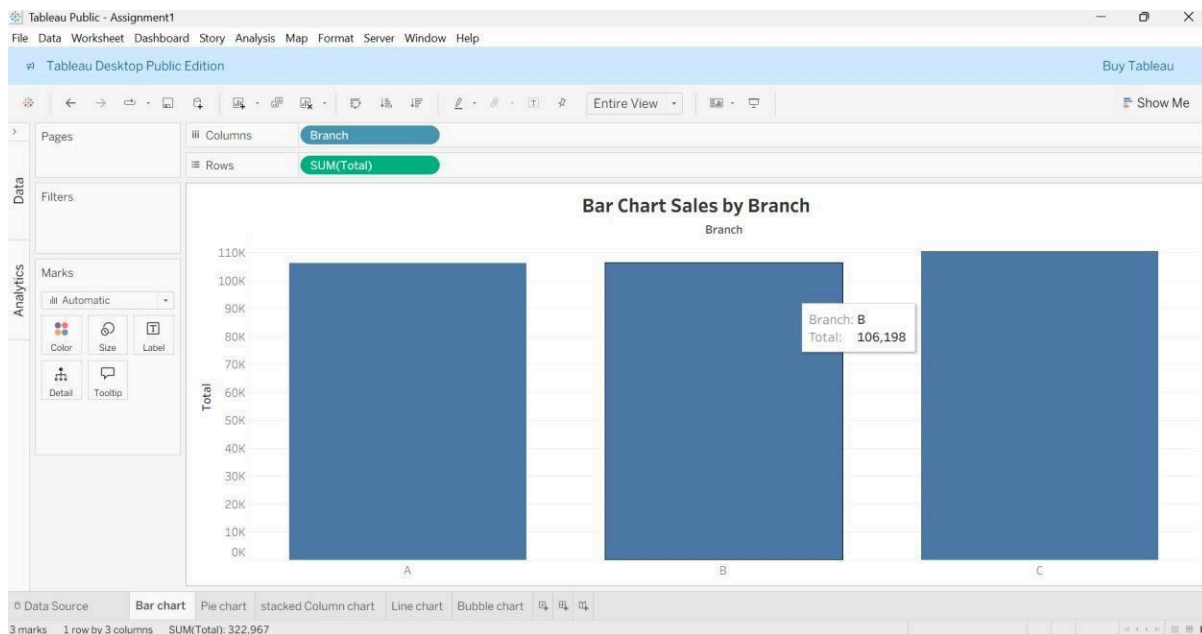 Tableau Public - Assignment1
File Data Worksheet Dashboard Story Analysis Map Format Server Window Help
Tableau Desktop Public Edition
Buy Tableau
Entire View
Show Me
Data
Analytics
Pages
Filters
Marks
Automatic
Color Size Label
Detail Tooltip
Columns
Branch
Rows
SUM(Total)
Bar Chart Sales by Branch
Branch
Total
110K
100K
90K
80K
70K
60K
50K
40K
30K
20K
10K
0K
Branch: B
Total: 106,198
A B C
Data Source Bar chart Pie chart stacked Column chart Line chart Bubble chart
3 marks 1 row by 3 columns SUM(Total): 322,967